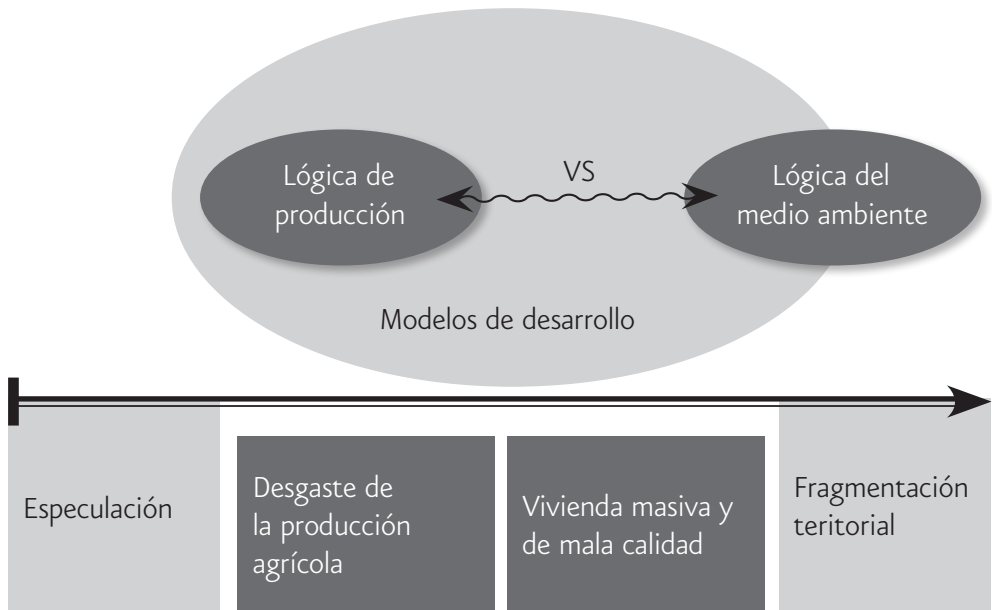 Lógica de
producción
VS
Lógica del
medio ambiente
Modelos de desarrollo
Especulación
Desgaste de
la producción
agrícola
Vivienda masiva y
de mala calidad
Fragmentación
teritorial